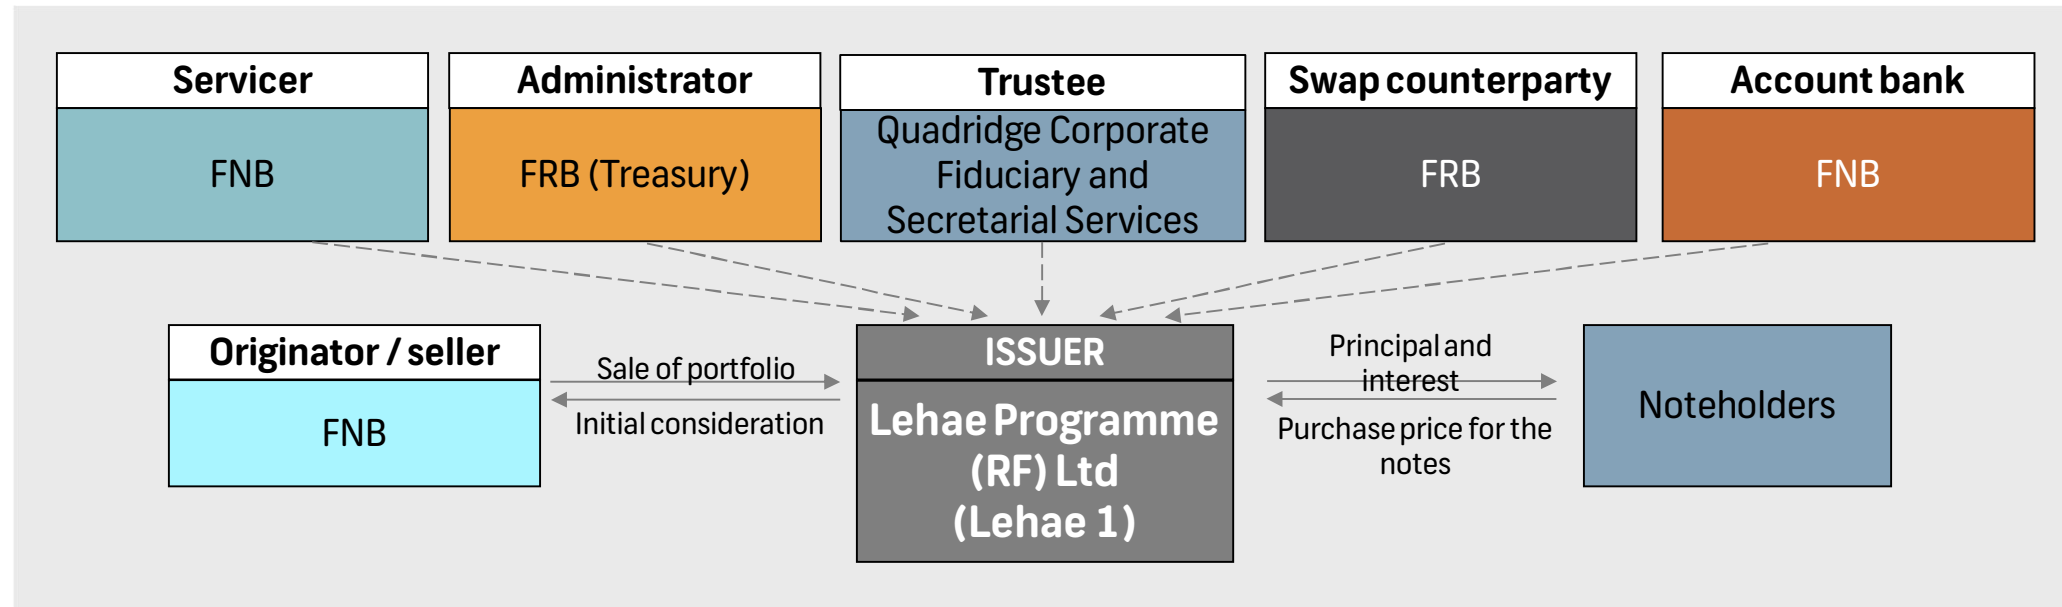 Servicer
FNB
Administrator
FRB (Treasury)
Trustee
Quadridge Corporate
Fiduciary and
Secretarial Services
Swap counterparty
FRB
Account bank
FNB
Originator / seller
FNB
Sale of portfolio
Initial consideration
ISSUER
Lehae Programme
(RF) Ltd
(Lehae 1)
Principal and
interest
Purchase price for the
notes
Noteholders